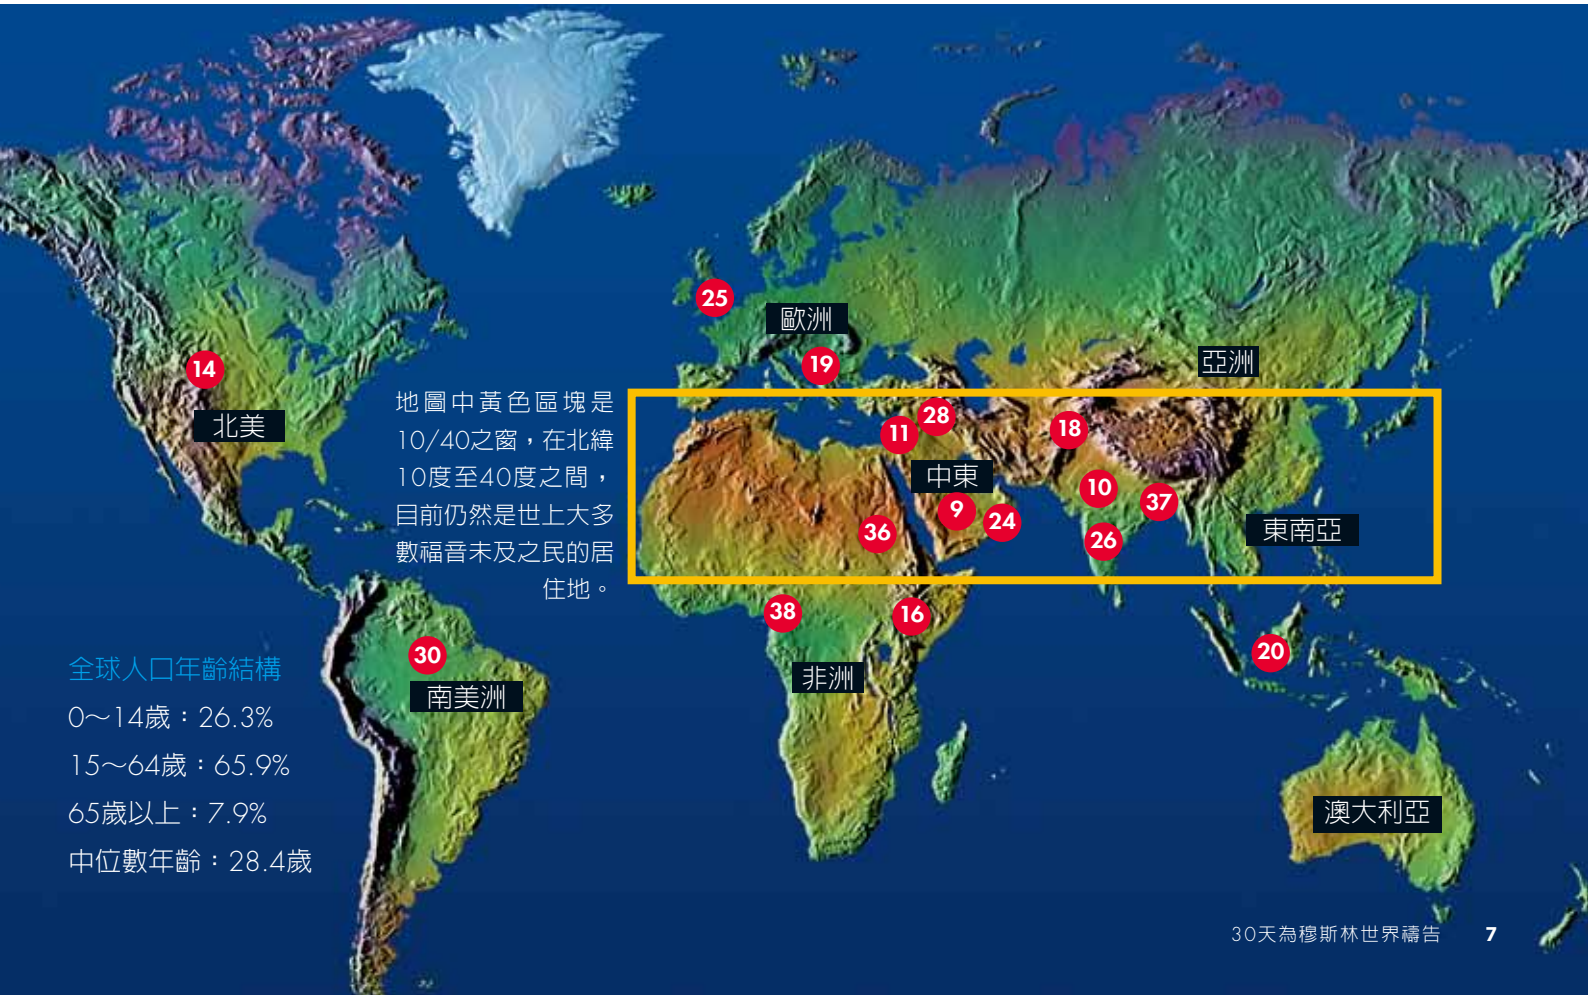 25
歐洲
亞洲
19
14
北美
地圖中黃色區塊是
10/40之窗，在北緯
10度至40度之間，
目前仍然是世上大多
數福音未及之民的居
住地。
28
11
18
中東
10
37
9
24
36
26
東南亞
38
16
30
南美洲
非洲
20
全球人口年齡結構
0～14歲：26.3%
15～64歲：65.9%
65歲以上：7.9%
中位數年齡：28.4歲
澳大利亞
30天為穆斯林世界禱告 7